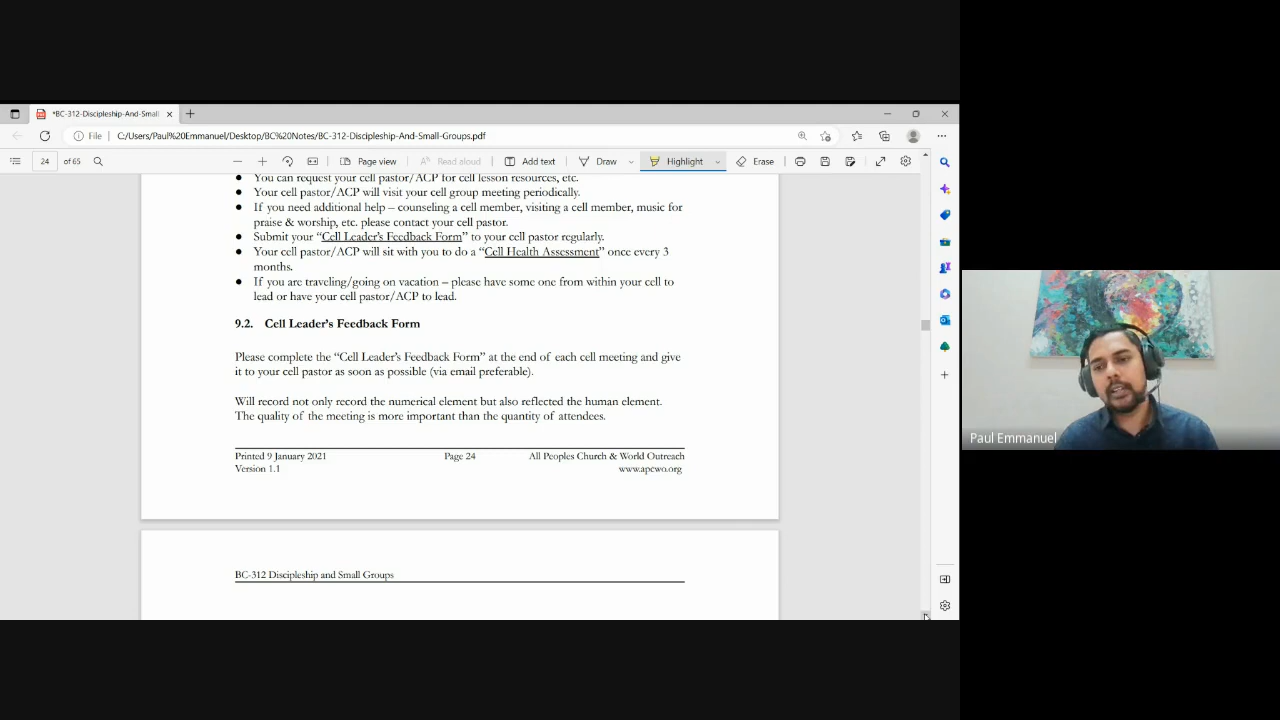 *BC-312-Discipleship-And-Small
File
C:/Users/Paul%20Emmanuel/Desktop/BC%20Notes/BC-312-Discipleship-And-Small-Groups.pdf
24 of 65
Page view
Read aloud
Add text
Draw
Highlight
Erase
● You can request your cell pastor/ACP for cell lesson resources, etc.
● Your cell pastor/ACP will visit your cell group meeting periodically.
● If you need additional help – counseling a cell member, visiting a cell member, music for
praise & worship, etc. please contact your cell pastor.
● Submit your “Cell Leader’s Feedback Form” to your cell pastor regularly.
● Your cell pastor/ACP will sit with you to do a “Cell Health Assessment” once every 3
months.
● If you are traveling/going on vacation – please have some one from within your cell to
lead or have your cell pastor/ACP to lead.
9.2. Cell Leader’s Feedback Form
Please complete the “Cell Leader’s Feedback Form” at the end of each cell meeting and give
it to your cell pastor as soon as possible (via email preferable).
Will record not only record the numerical element but also reflected the human element.
The quality of the meeting is more important than the quantity of attendees.
Printed 9 January 2021 Page 24 All Peoples Church & World Outreach
Version 1.1 www.apcwo.org
BC-312 Discipleship and Small Groups
Paul Emmanuel